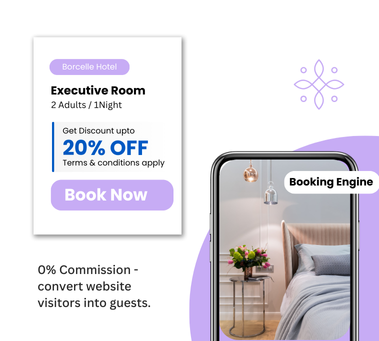 Borcelle Hotel
Executive Room
2 Adults / 1Night
Get Discount upto
20% OFF
Terms & conditions apply
Book Now
Booking Engine
0% Commission -
convert website
visitors into guests.